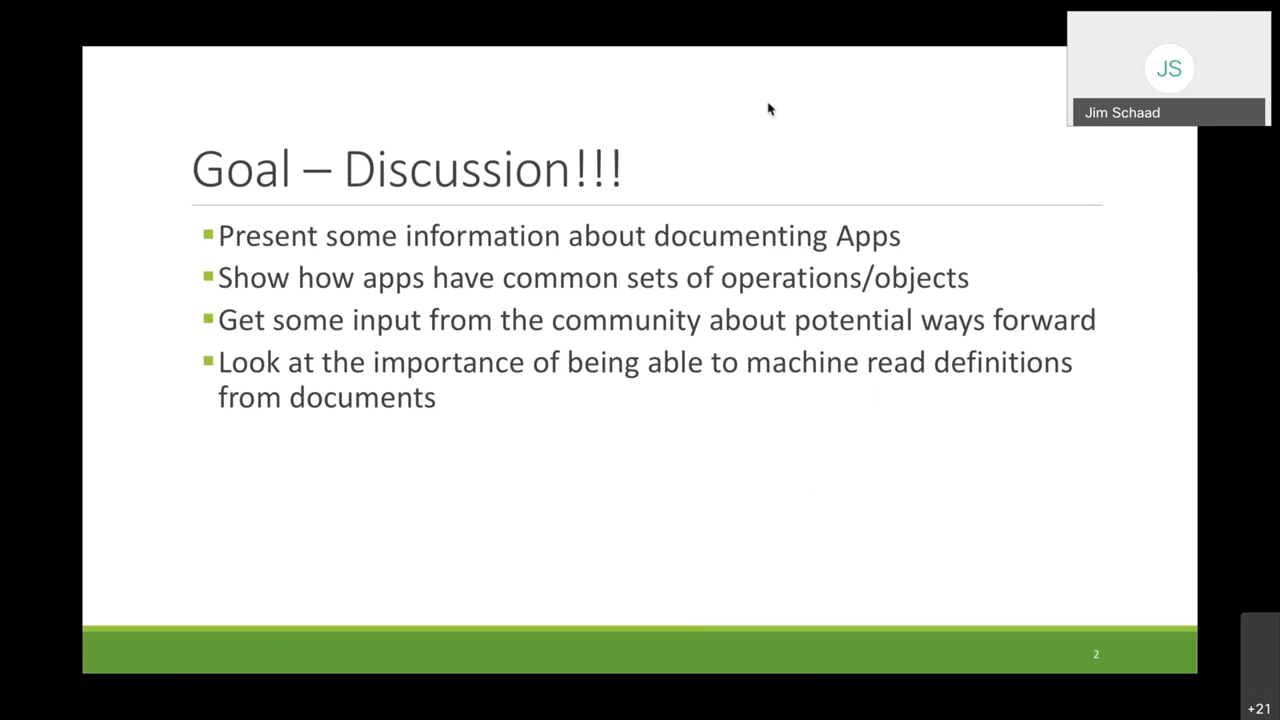 JS
Jim Schaad
Goal – Discussion!!!
▪Present some information about documenting Apps
▪Show how apps have common sets of operations/objects
▪Get some input from the community about potential ways forward
▪Look at the importance of being able to machine read definitions
from documents
2
+21